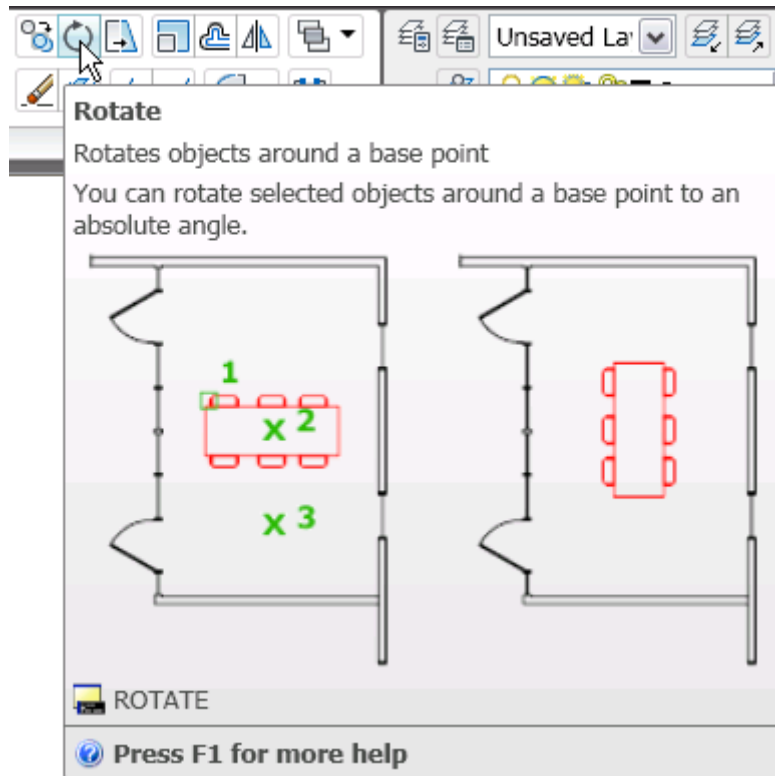 Unsaved La
Rotate
Rotates objects around a base point
You can rotate selected objects around a base point to an
absolute angle.
1
X 2
X 3
ROTATE
Press F1 for more help